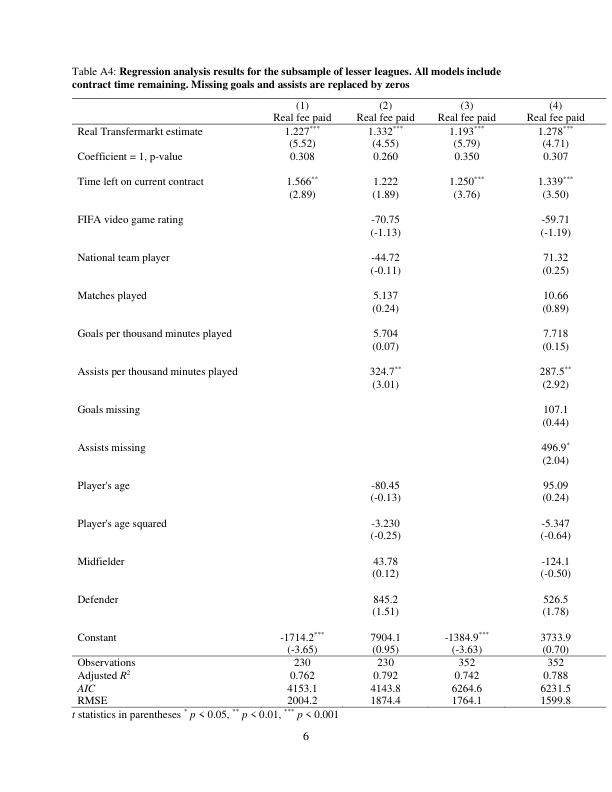 Table A4: Regression analysis results for the subsample of lesser leagues. All models include
contract time remaining. Missing goals and assists are replaced by zeros
(1) (2) (3) (4)
Real fee paid Real fee paid Real fee paid Real fee paid
Real Transfermarkt estimate 1.227*** 1.332*** 1.193*** 1.278***
(5.52) (4.55) (5.79) (4.71)
Coefficient = 1, p-value 0.308 0.260 0.350 0.307
Time left on current contract 1.566** 1.222 1.250*** 1.339***
(2.89) (1.89) (3.76) (3.50)
FIFA video game rating -70.75 -59.71
(-1.13) (-1.19)
National team player -44.72 71.32
(-0.11) (0.25)
Matches played 5.137 10.66
(0.24) (0.89)
Goals per thousand minutes played 5.704 7.718
(0.07) (0.15)
Assists per thousand minutes played 324.7** 287.5**
(3.01) (2.92)
Goals missing 107.1
(0.44)
Assists missing 496.9*
(2.04)
Player's age -80.45 95.09
(-0.13) (0.24)
Player's age squared -3.230 -5.347
(-0.25) (-0.64)
Midfielder 43.78 -124.1
(0.12) (-0.50)
Defender 845.2 526.5
(1.51) (1.78)
Constant -1714.2*** 7904.1 -1384.9*** 3733.9
(-3.65) (0.95) (-3.63) (0.70)
Observations 230 230 352 352
Adjusted R2 0.762 0.792 0.742 0.788
AIC 4153.1 4143.8 6264.6 6231.5
RMSE 2004.2 1874.4 1764.1 1599.8
t statistics in parentheses * p < 0.05, ** p < 0.01, *** p < 0.001
6